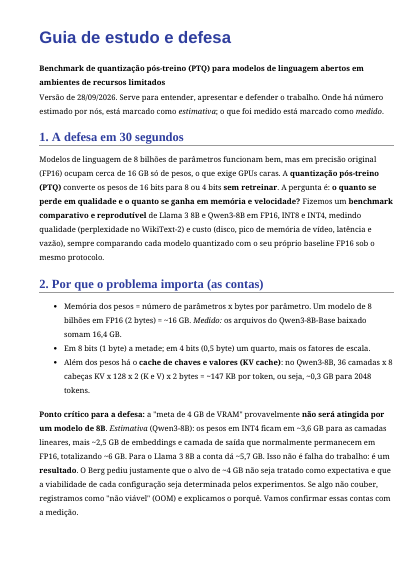 Guia de estudo e defesa
Benchmark de quantização pós-treino (PTQ) para modelos de linguagem abertos em
ambientes de recursos limitados
Versão de 28/09/2026. Serve para entender, apresentar e defender o trabalho. Onde há número
estimado por nós, está marcado como estimativa; o que foi medido está marcado como medido.
1. A defesa em 30 segundos
Modelos de linguagem de 8 bilhões de parâmetros funcionam bem, mas em precisão original
(FP16) ocupam cerca de 16 GB só de pesos, o que exige GPUs caras. A quantização pós-treino
(PTQ) converte os pesos de 16 bits para 8 ou 4 bits sem retreinar. A pergunta é: o quanto se
perde em qualidade e o quanto se ganha em memória e velocidade? Fizemos um benchmark
comparativo e reprodutível de Llama 3 8B e Qwen3-8B em FP16, INT8 e INT4, medindo
qualidade (perplexidade no WikiText-2) e custo (disco, pico de memória de vídeo, latência e
vazão), sempre comparando cada modelo quantizado com o seu próprio baseline FP16 sob o
mesmo protocolo.
2. Por que o problema importa (as contas)
• Memória dos pesos = número de parâmetros x bytes por parâmetro. Um modelo de 8
bilhões em FP16 (2 bytes) = ~16 GB. Medido: os arquivos do Qwen3-8B-Base baixado
somam 16,4 GB.
• Em 8 bits (1 byte) a metade; em 4 bits (0,5 byte) um quarto, mais os fatores de escala.
• Além dos pesos há o cache de chaves e valores (KV cache): no Qwen3-8B, 36 camadas x 8
cabeças KV x 128 x 2 (K e V) x 2 bytes = ~147 KB por token, ou seja, ~0,3 GB para 2048
tokens.
Ponto crítico para a defesa: a "meta de 4 GB de VRAM" provavelmente não será atingida por
um modelo de 8B. Estimativa (Qwen3-8B): os pesos em INT4 ficam em ~3,6 GB para as camadas
lineares, mais ~2,5 GB de embeddings e camada de saída que normalmente permanecem em
FP16, totalizando ~6 GB. Para o Llama 3 8B a conta dá ~5,7 GB. Isso não é falha do trabalho: é um
resultado. O Berg pediu justamente que o alvo de ~4 GB não seja tratado como expectativa e que
a viabilidade de cada configuração seja determinada pelos experimentos. Se algo não couber,
registramos como "não viável" (OOM) e explicamos o porquê. Vamos confirmar essas contas com
a medição.